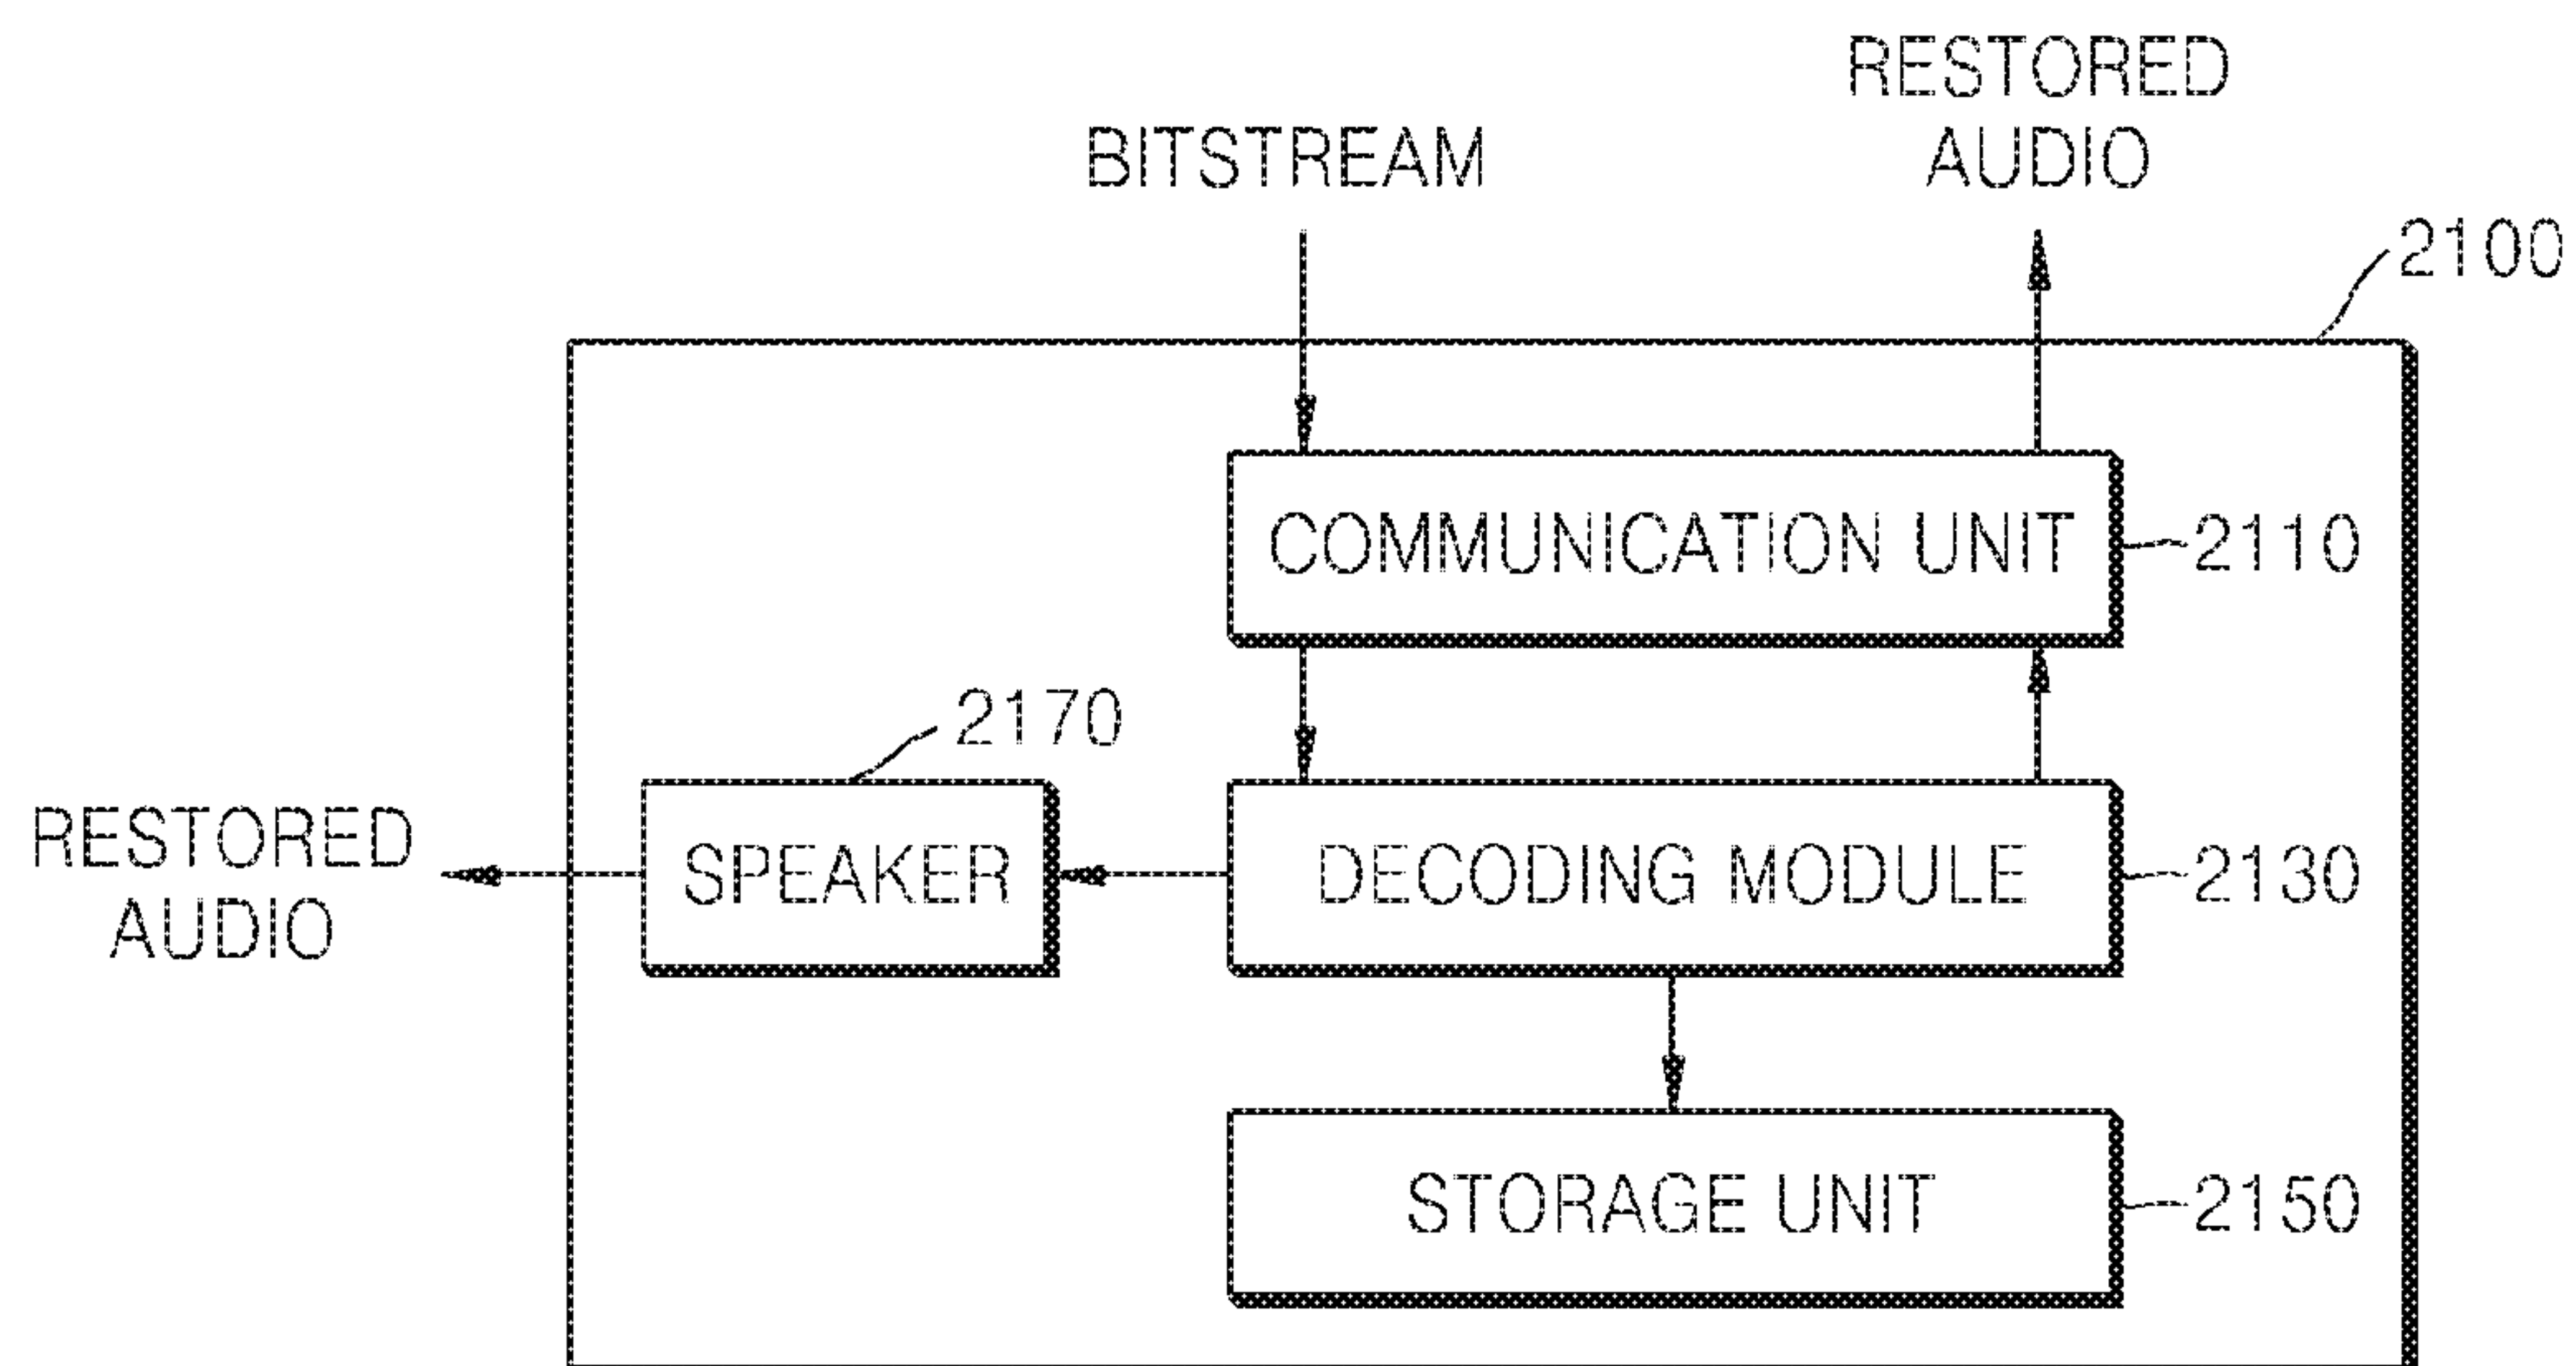 RESTORED
AUDIO
BITSTREAM
2100
COMMUNICATION UNIT
2110
2170
RESTORED
AUDIO
SPEAKER
DECODING MODULE
2130
STORAGE UNIT
2150